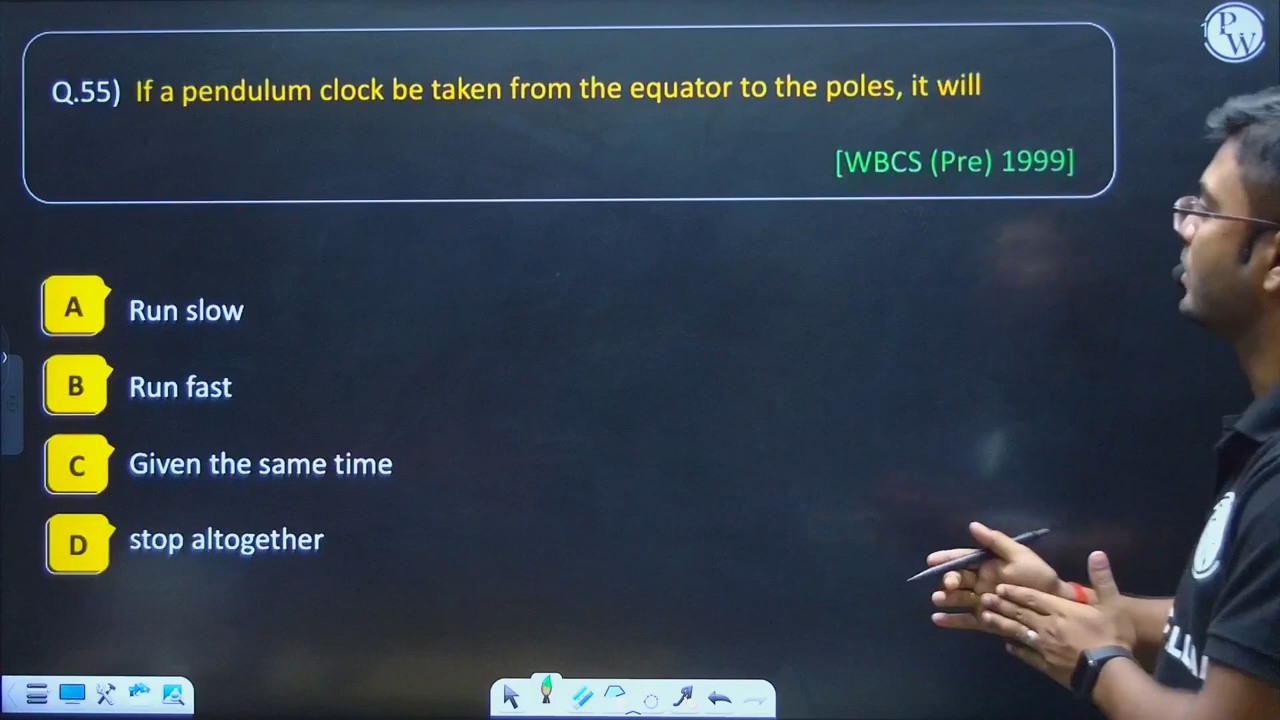 Q.55) If a pendulum clock be taken from the equator to the poles, it will
[WBCS (Pre) 1999]
A Run slow
B Run fast
C Given the same time
D stop altogether
PW